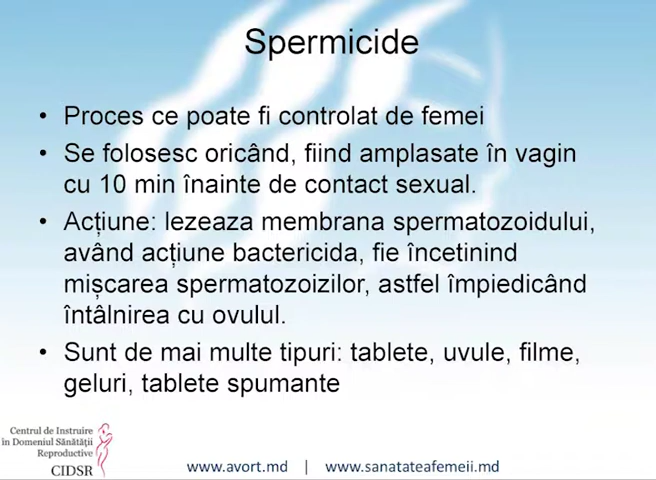 Spermicide
• Proces ce poate fi controlat de femei
• Se folosesc oricând, fiind amplasate în vagin
cu 10 min înainte de contact sexual.
• Acțiune: lezeaza membrana spermatozoidului,
având acțiune bactericida, fie încetinind
mișcarea spermatozoizilor, astfel împiedicând
întâlnirea cu ovulul.
• Sunt de mai multe tipuri: tablete, uvule, filme,
geluri, tablete spumante
Centrul de Instruire
în Domeniul Sănătății
Reproductive
CIDSR
www.avort.md | www.sanatateafemeii.md